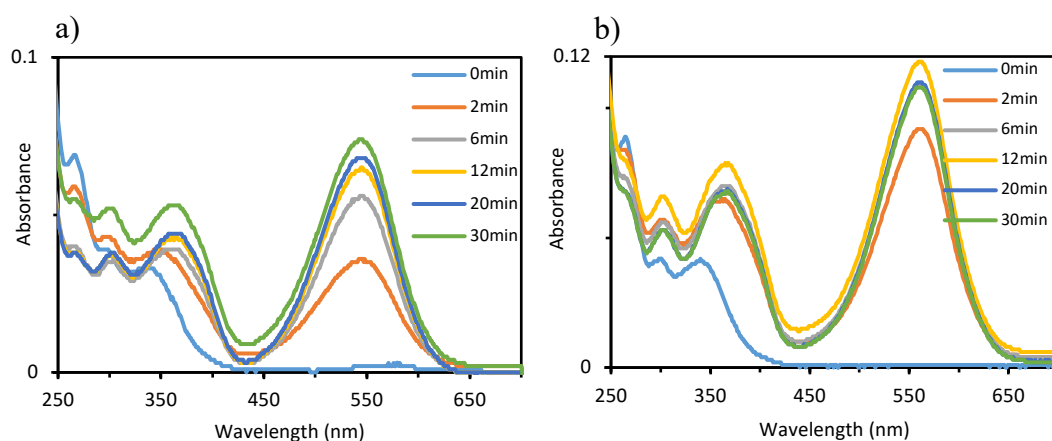 a)
0.1
0
Absorbance
250
350
450
550
650
Wavelength (nm)
0min
2min
6min
12min
20min
30min
b)
0.12
0
Absorbance
250
350
450
550
650
Wavelength (nm)
0min
2min
6min
12min
20min
30min